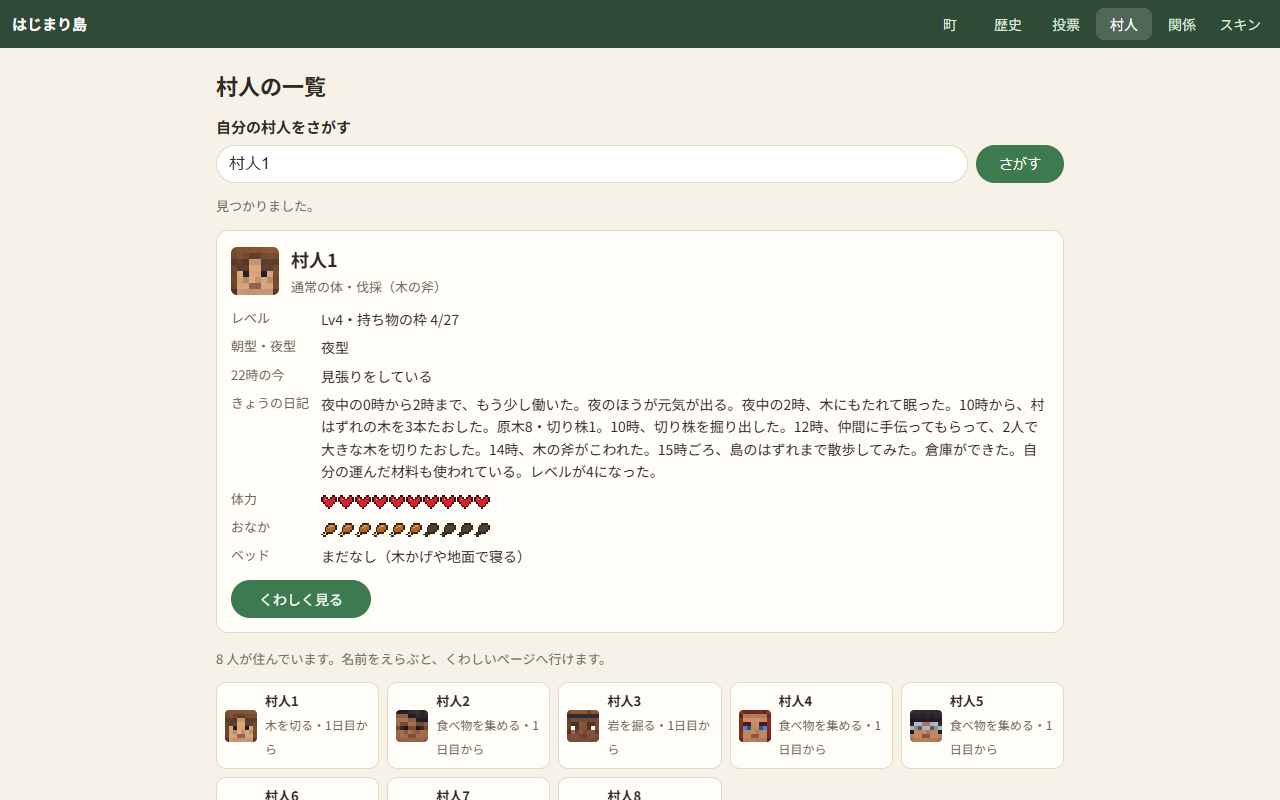 はじまり島
町 歴史 投票 村人 関係 スキン
村人の一覧
自分の村人をさがす
村人1
さがす
見つかりました。
村人1
通常の体・伐採（木の斧）
レベル Lv4・持ち物の枠 4/27
朝型・夜型 夜型
22時の今 見張りをしている
きょうの日記 夜中の0時から2時まで、もう少し働いた。夜のほうが元気が出る。夜中の2時、木にもたれて眠った。10時から、村
はずれの木を3本たおした。原木8・切り株1。10時、切り株を掘り出した。12時、仲間に手伝ってもらって、2人で
大きな木を切りたおした。14時、木の斧がこわれた。15時ごろ、島のはずれまで散歩してみた。倉庫ができた。自
分の運んだ材料も使われている。レベルが4になった。
体力
おなか
ベッド まだなし（木かげや地面で寝る）
くわしく見る
8 人が住んでいます。名前をえらぶと、くわしいページへ行けます。
村人1
木を切る・1日目か
ら
村人2
食べ物を集める・1
日目から
村人3
岩を掘る・1日目か
ら
村人4
食べ物を集める・1
日目から
村人5
食べ物を集める・1
日目から
村人6
村人7
村人8